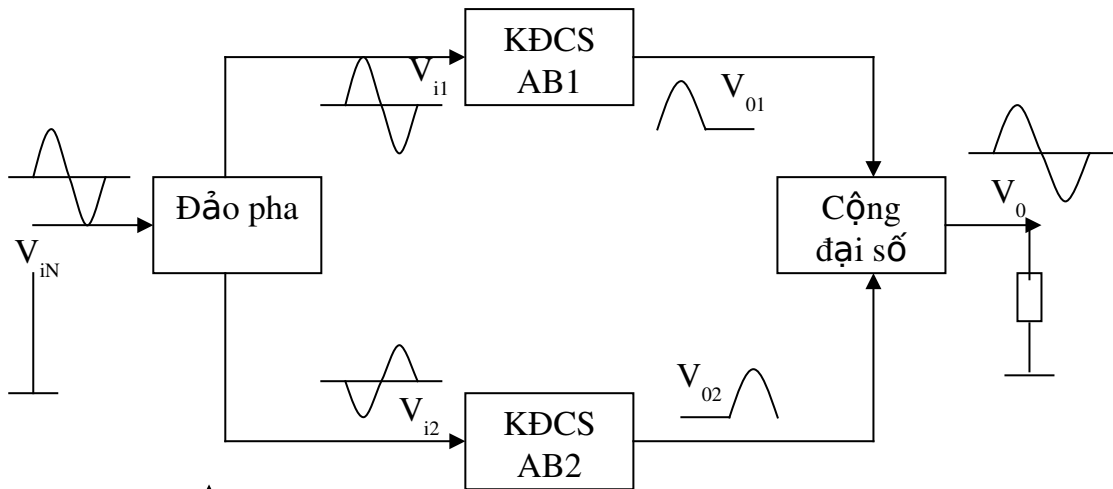 KĐCS
AB1
V i1
V 01
Đảo pha
V iN
Cộng
đại số
V 0
V i2
V 02
KĐCS
AB2